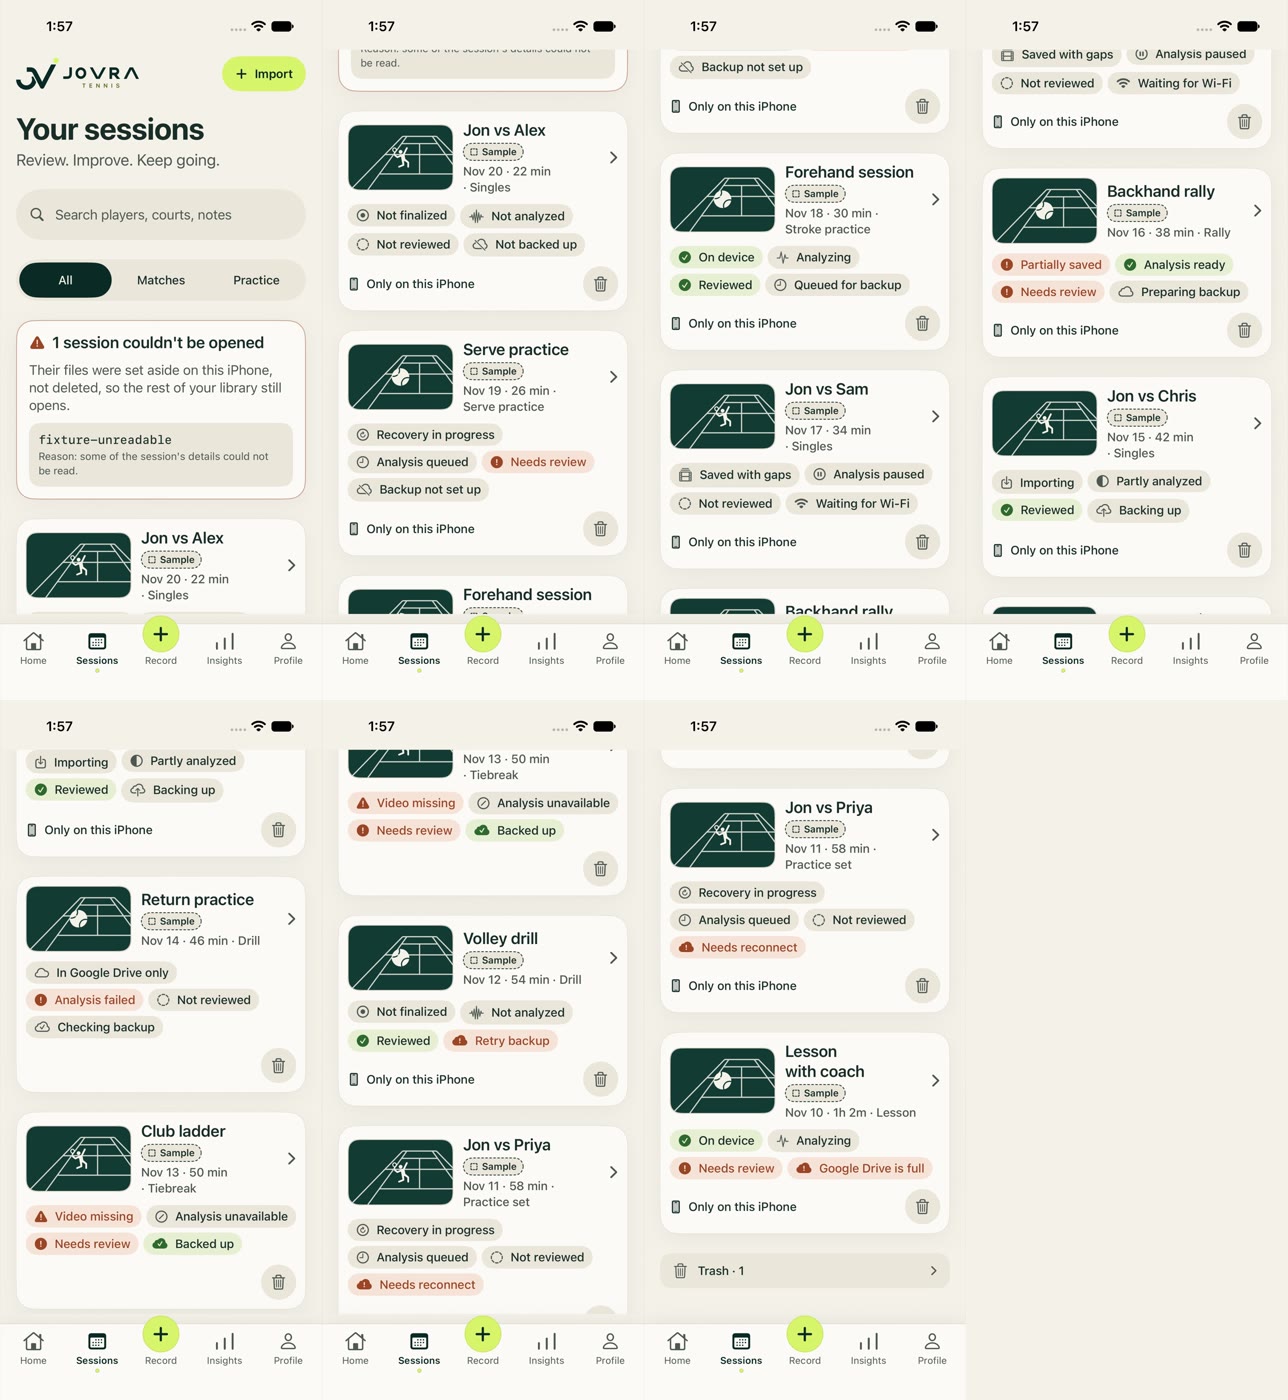 1:57
JOVRA
TENNIS
+ Import
Your sessions
Review. Improve. Keep going.
Search players, courts, notes
All
Matches
Practice
1 session couldn't be opened
Their files were set aside on this iPhone,
not deleted, so the rest of your library still
opens.
fixture-unreadable
Reason: some of the session's details could not
be read.
Jon vs Alex
Sample
Nov 20 · 22 min
· Singles
Home
Sessions
Record
Insights
Profile
1:57
Reason: some of the session's details could not
be read.
Jon vs Alex
Sample
Nov 20 · 22 min
· Singles
Not finalized
Not analyzed
Not reviewed
Not backed up
Only on this iPhone
Serve practice
Sample
Nov 19 · 26 min ·
Serve practice
Recovery in progress
Analysis queued
Needs review
Backup not set up
Only on this iPhone
Forehand session
Sample
Home
Sessions
Record
Insights
Profile
1:57
Backup not set up
Only on this iPhone
Forehand session
Sample
Nov 18 · 30 min ·
Stroke practice
On device
Analyzing
Reviewed
Queued for backup
Only on this iPhone
Jon vs Sam
Sample
Nov 17 · 34 min
· Singles
Saved with gaps
Analysis paused
Not reviewed
Waiting for Wi-Fi
Only on this iPhone
Backhand rally
Home
Sessions
Record
Insights
Profile
1:57
Saved with gaps
Analysis paused
Not reviewed
Waiting for Wi-Fi
Only on this iPhone
Backhand rally
Sample
Nov 16 · 38 min · Rally
Partially saved
Analysis ready
Needs review
Preparing backup
Only on this iPhone
Jon vs Chris
Sample
Nov 15 · 42 min
· Singles
Importing
Partly analyzed
Reviewed
Backing up
Only on this iPhone
Home
Sessions
Record
Insights
Profile
1:57
Importing
Partly analyzed
Reviewed
Backing up
Only on this iPhone
Return practice
Sample
Nov 14 · 46 min · Drill
In Google Drive only
Analysis failed
Not reviewed
Checking backup
Club ladder
Sample
Nov 13 · 50 min
· Tiebreak
Video missing
Analysis unavailable
Needs review
Backed up
Home
Sessions
Record
Insights
Profile
1:57
Nov 13 · 50 min
· Tiebreak
Video missing
Analysis unavailable
Needs review
Backed up
Volley drill
Sample
Nov 12 · 54 min · Drill
Not finalized
Not analyzed
Reviewed
Retry backup
Only on this iPhone
Jon vs Priya
Sample
Nov 11 · 58 min ·
Practice set
Recovery in progress
Analysis queued
Not reviewed
Needs reconnect
Home
Sessions
Record
Insights
Profile
1:57
Jon vs Priya
Sample
Nov 11 · 58 min ·
Practice set
Recovery in progress
Analysis queued
Not reviewed
Needs reconnect
Only on this iPhone
Lesson
with coach
Sample
Nov 10 · 1h 2m · Lesson
On device
Analyzing
Needs review
Google Drive is full
Only on this iPhone
Trash · 1
Home
Sessions
Record
Insights
Profile